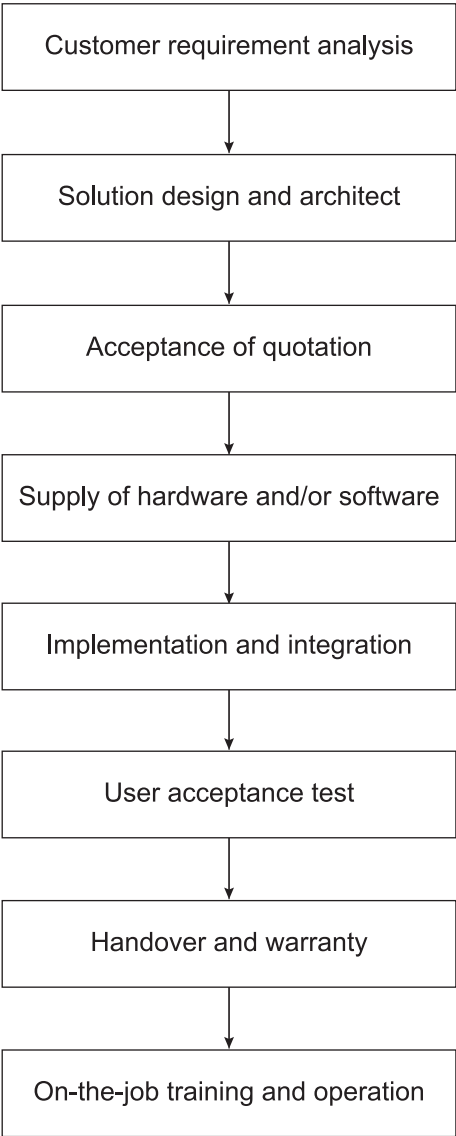 Customer requirement analysis
Solution design and architect
Acceptance of quotation
Supply of hardware and/or software
Implementation and integration
User acceptance test
Handover and warranty
On-the-job training and operation